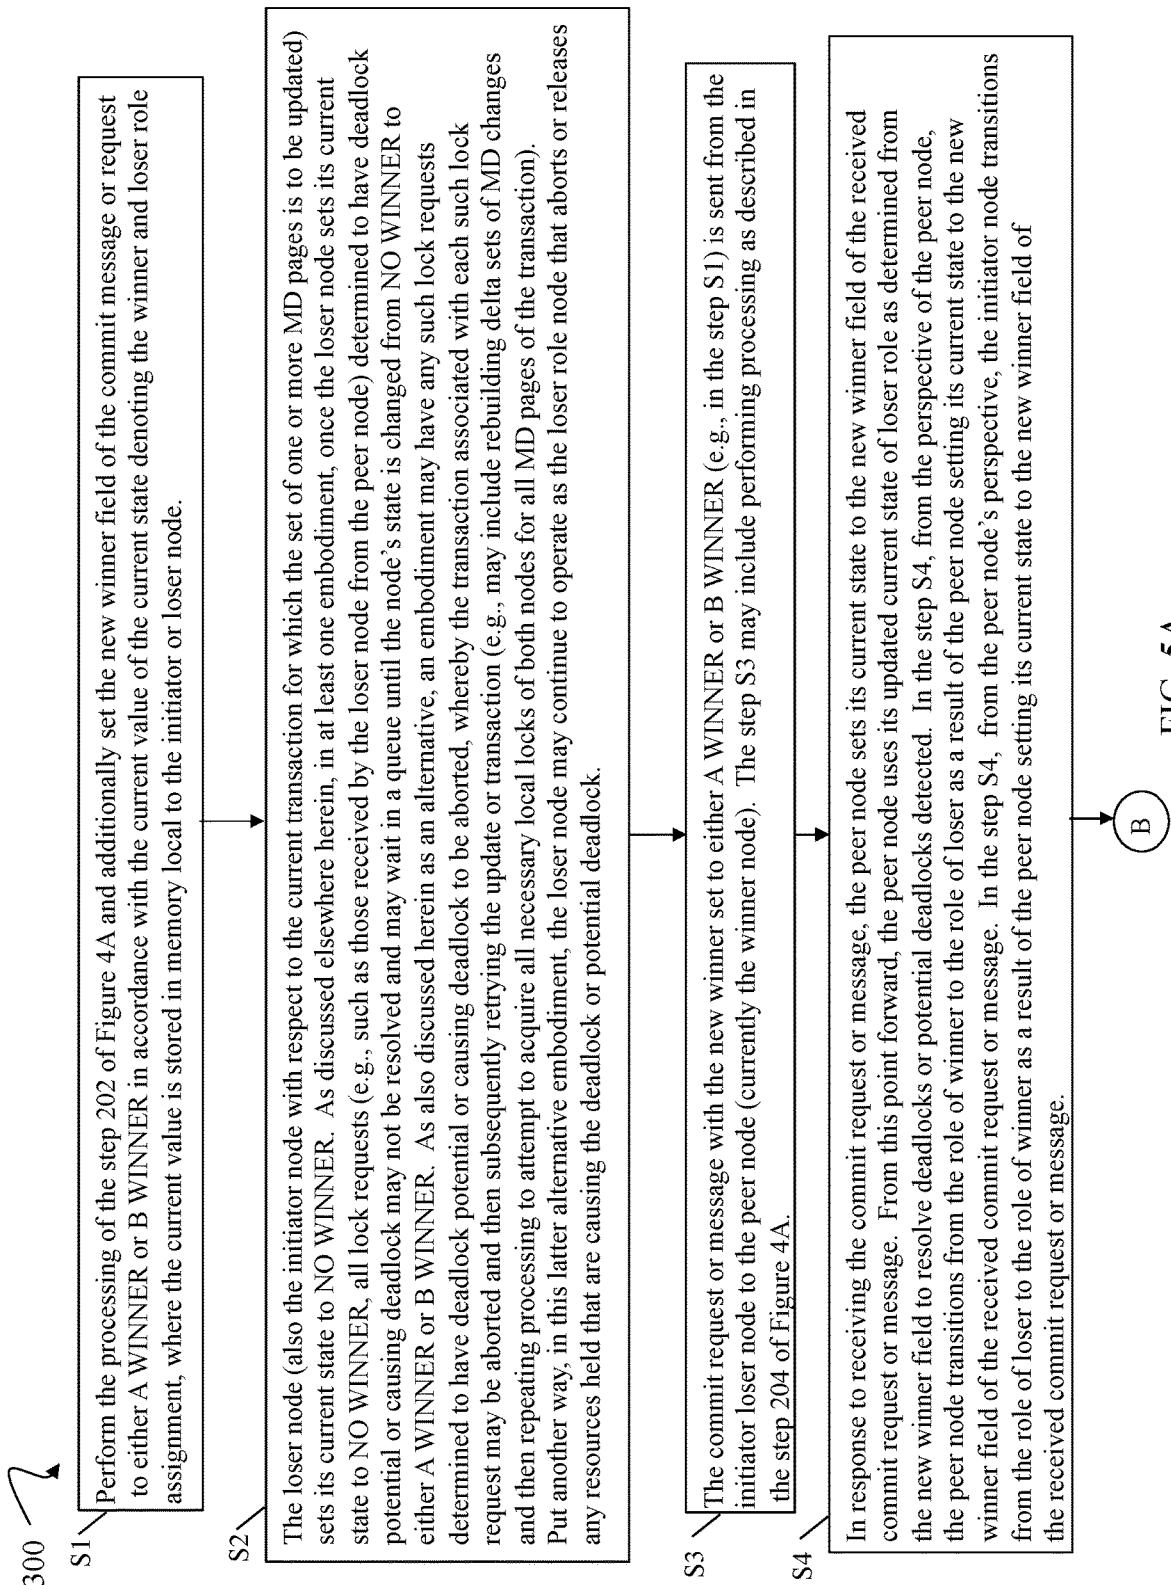 300
S1
Perform the processing of the step 202 of Figure 4A and additionally set the new winner field of the commit message or request
to either A WINNER or B WINNER in accordance with the current value of the current state denoting the winner and loser role
assignment, where the current value is stored in memory local to the initiator or loser node.
S2
The loser node (also the initiator node with respect to the current transaction for which the set of one or more MD pages is to be updated)
sets its current state to NO WINNER. As discussed elsewhere herein, in at least one embodiment, once the loser node sets its current
state to NO WINNER, all lock requests (e.g., such as those received by the loser node from the peer node) determined to have deadlock
potential or causing deadlock may not be resolved and may wait in a queue until the node's state is changed from NO WINNER to
either A WINNER or B WINNER. As also discussed herein as an alternative, an embodiment may have any such lock requests
determined to have deadlock potential or causing deadlock to be aborted, whereby the transaction associated with each such lock
request may be aborted and then subsequently retrying the update or transaction (e.g., may include rebuilding delta sets of MD changes
and then repeating processing to attempt to acquire all necessary local locks of both nodes for all MD pages of the transaction).
Put another way, in this latter alternative embodiment, the loser node may continue to operate as the loser role node that aborts or releases
any resources held that are causing the deadlock or potential deadlock.
S3
The commit request or message with the new winner set to either A WINNER or B WINNER (e.g., in the step S1) is sent from the
initiator loser node to the peer node (currently the winner node). The step S3 may include performing processing as described in
the step 204 of Figure 4A.
S4
In response to receiving the commit request or message, the peer node sets its current state to the new winner field of the received
commit request or message. From this point forward, the peer node uses its updated current state of loser role as determined from
the new winner field to resolve deadlocks or potential deadlocks detected. In the step S4, from the perspective of the peer node,
the peer node transitions from the role of winner to the role of loser as a result of the peer node setting its current state to the new
winner field of the received commit request or message. In the step S4, from the peer node's perspective, the initiator node transitions
from the role of loser to the role of winner as a result of the peer node setting its current state to the new winner field of
the received commit request or message.
B
FIG. 5A